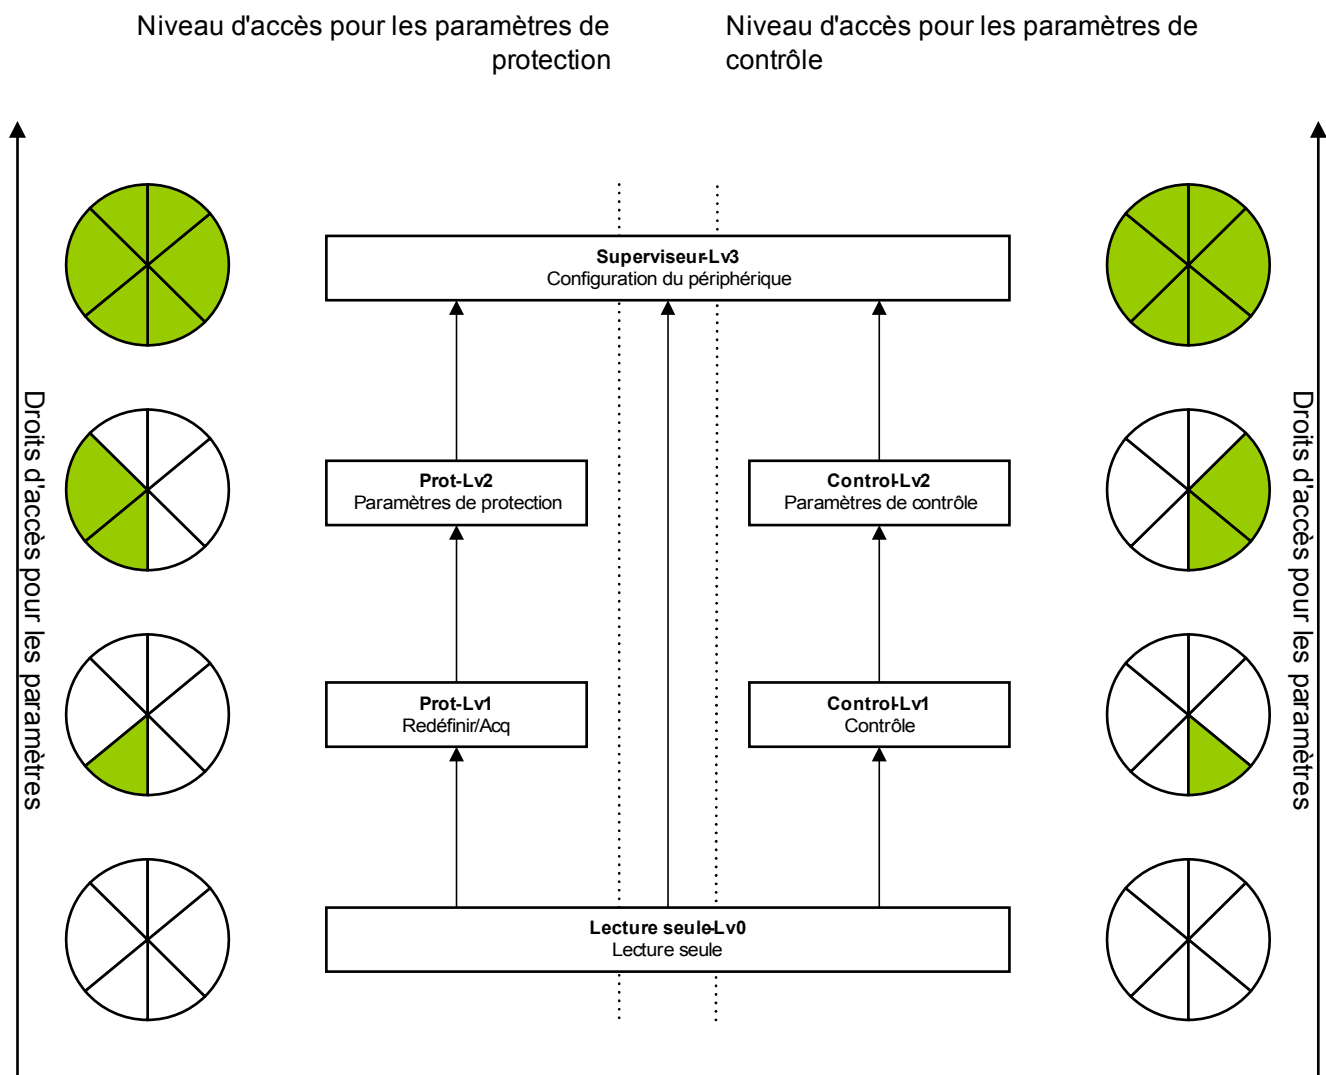 Niveau d'accès pour les paramètres de
protection
Niveau d'accès pour les paramètres de
contrôle
Superviseur-Lv3
Configuration du périphérique
Droits d'accès pour les paramètres
Droits d'accès pour les paramètres
Prot-Lv2
Paramètres de protection
Control-Lv2
Paramètres de contrôle
Prot-Lv1
Redéfinir/Acq
Control-Lv1
Contrôle
Lecture seule-Lv0
Lecture seule